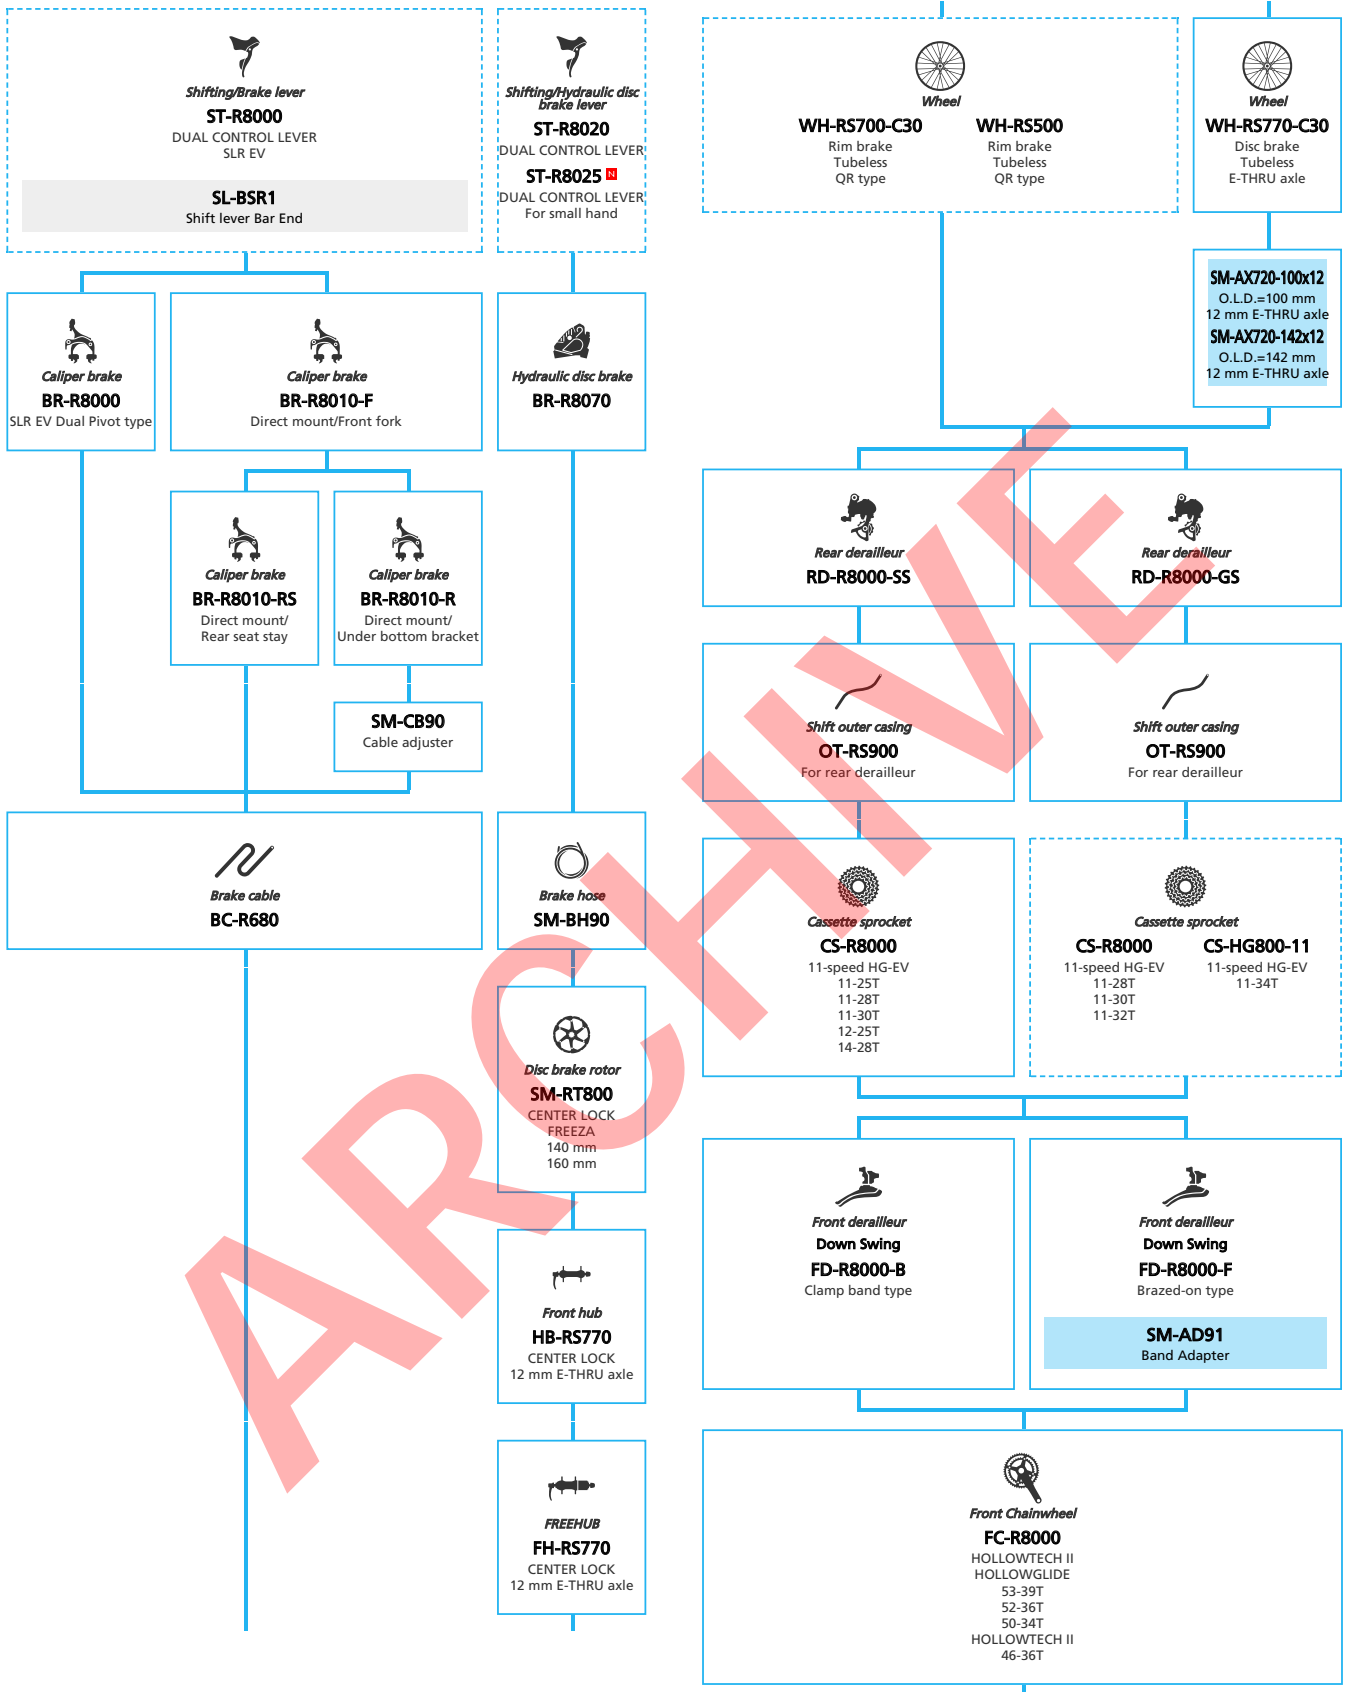 Shifting/Brake lever
ST-R8000
DUAL CONTROL LEVER
SLR EV
SL-BSR1
Shift lever Bar End
Shifting/Hydraulic disc
brake lever
ST-R8020
DUAL CONTROL LEVER
ST-R8025 N
DUAL CONTROL LEVER
For small hand
Caliper brake
BR-R8000
SLR EV Dual Pivot type
Caliper brake
BR-R8010-F
Direct mount/Front fork
Hydraulic disc brake
BR-R8070
Caliper brake
BR-R8010-RS
Direct mount/
Rear seat stay
Caliper brake
BR-R8010-R
Direct mount/
Under bottom bracket
SM-CB90
Cable adjuster
Brake cable
BC-R680
Brake hose
SM-BH90
Disc brake rotor
SM-RT800
CENTER LOCK
FREEZA
140 mm
160 mm
Front hub
HB-RS770
CENTER LOCK
12 mm E-THRU axle
FREEHUB
FH-RS770
CENTER LOCK
12 mm E-THRU axle
Wheel
WH-RS700-C30
Rim brake
Tubeless
QR type
WH-RS500
Rim brake
Tubeless
QR type
Wheel
WH-RS770-C30
Disc brake
Tubeless
E-THRU axle
SM-AX720-100x12
O.L.D.=100 mm
12 mm E-THRU axle
SM-AX720-142x12
O.L.D.=142 mm
12 mm E-THRU axle
Rear derailleur
RD-R8000-SS
Rear derailleur
RD-R8000-GS
Shift outer casing
OT-RS900
For rear derailleur
Shift outer casing
OT-RS900
For rear derailleur
Cassette sprocket
CS-R8000
11-speed HG-EV
11-25T
11-28T
11-30T
12-25T
14-28T
Cassette sprocket
CS-R8000
11-speed HG-EV
11-28T
11-30T
11-32T
CS-HG800-11
11-speed HG-EV
11-34T
Front derailleur
Down Swing
FD-R8000-B
Clamp band type
Front derailleur
Down Swing
FD-R8000-F
Brazed-on type
SM-AD91
Band Adapter
Front Chainwheel
FC-R8000
HOLLOWTECH II
HOLLOWGLIDE
53-39T
52-36T
50-34T
HOLLOWTECH II
46-36T
ARCHIVE